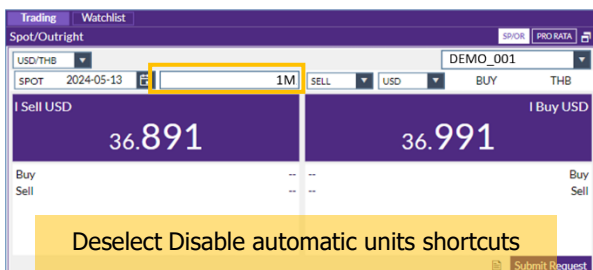 Trading Watchlist
Spot/Outright SP/OR PRO RATA
USD/THB DEMO_001
SPOT 2024-05-13 1M SELL USD BUY THB
I Sell USD I Buy USD
36.891 36.991
Buy -- -- Buy
Sell -- -- Sell
Deselect Disable automatic units shortcuts
Submit Request